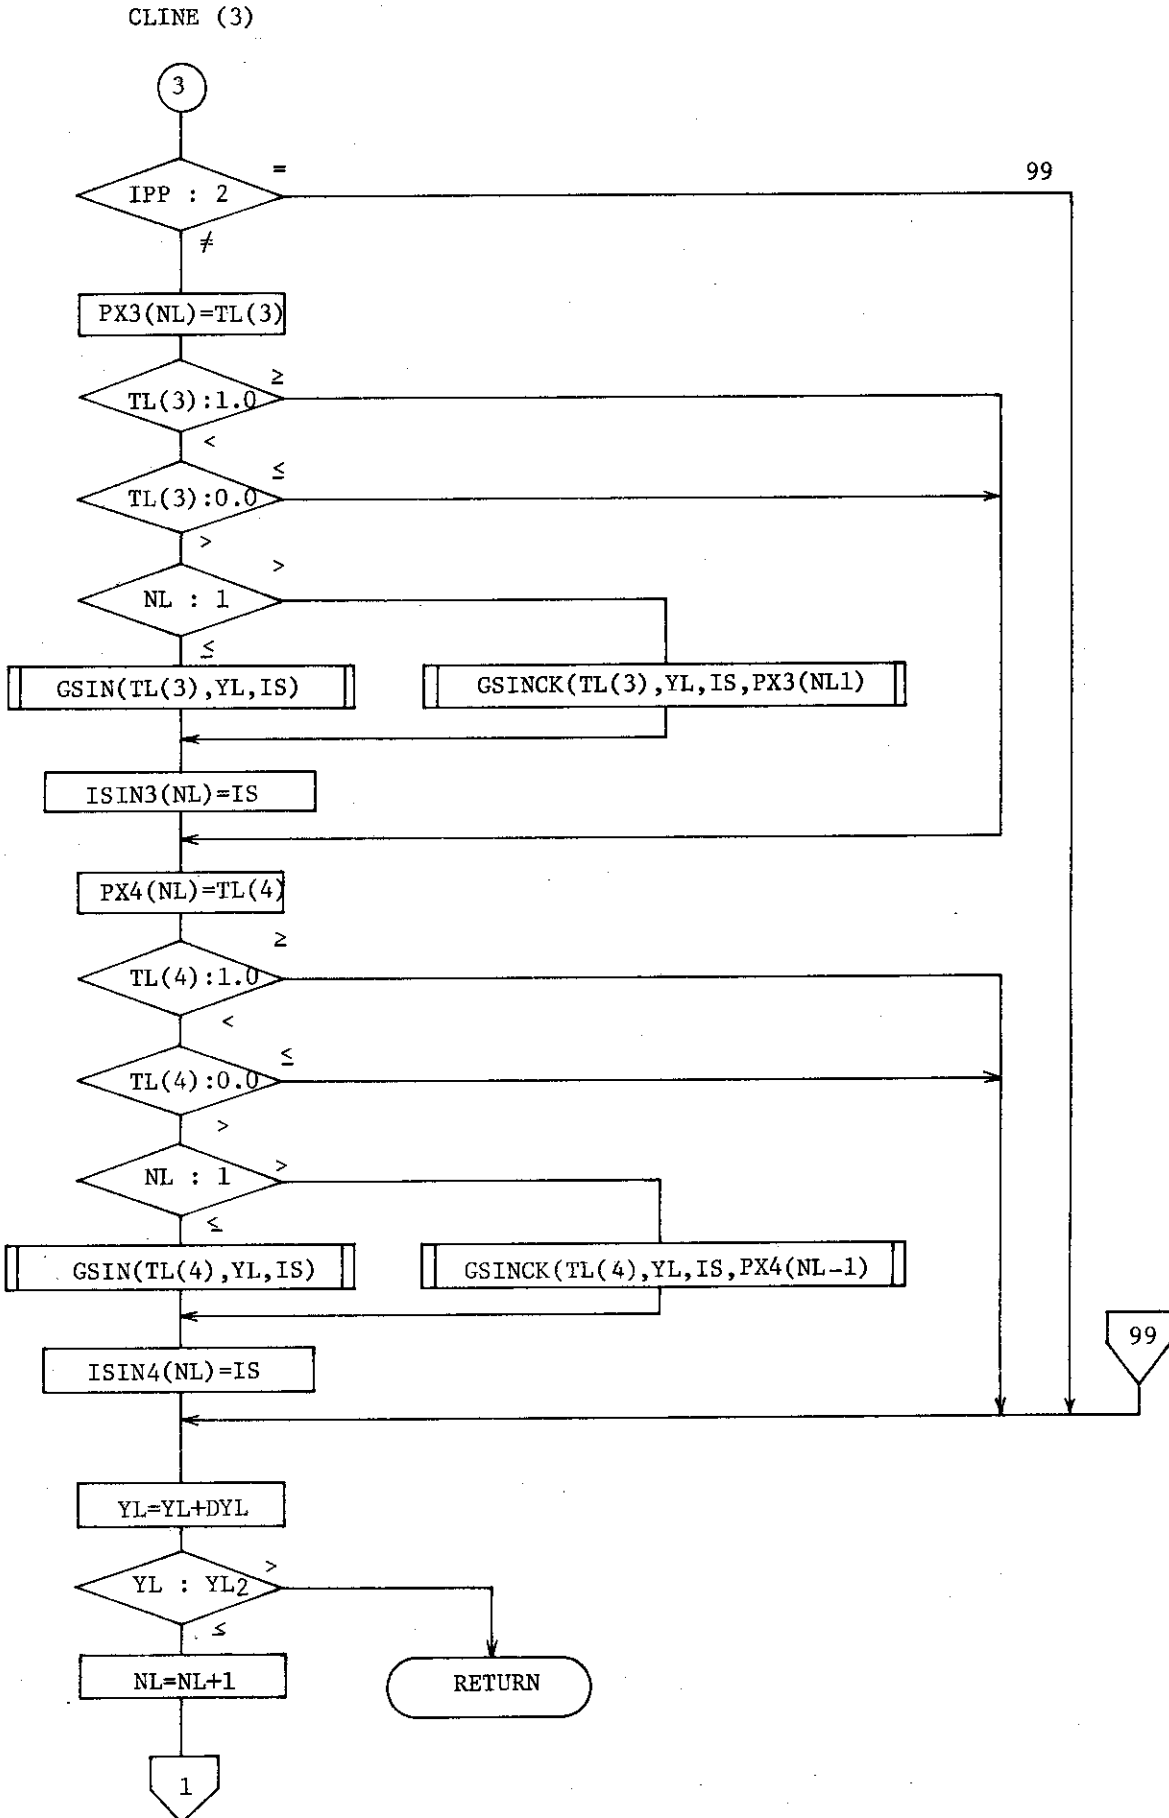 CLINE (3)
3
=
99
IPP : 2
≠
PX3(NL)=TL(3)
≥
TL(3):1.0
<
≤
TL(3):0.0
>
>
NL : 1
≤
GSIN(TL(3),YL,IS)
GSINCK(TL(3),YL,IS,PX3(NL1)
ISIN3(NL)=IS
PX4(NL)=TL(4)
≥
TL(4):1.0
<
≤
TL(4):0.0
>
>
NL : 1
≤
GSIN(TL(4),YL,IS)
GSINCK(TL(4),YL,IS,PX4(NL-1)
99
ISIN4(NL)=IS
YL=YL+DYL
>
YL : YL2
≤
NL=NL+1
RETURN
1